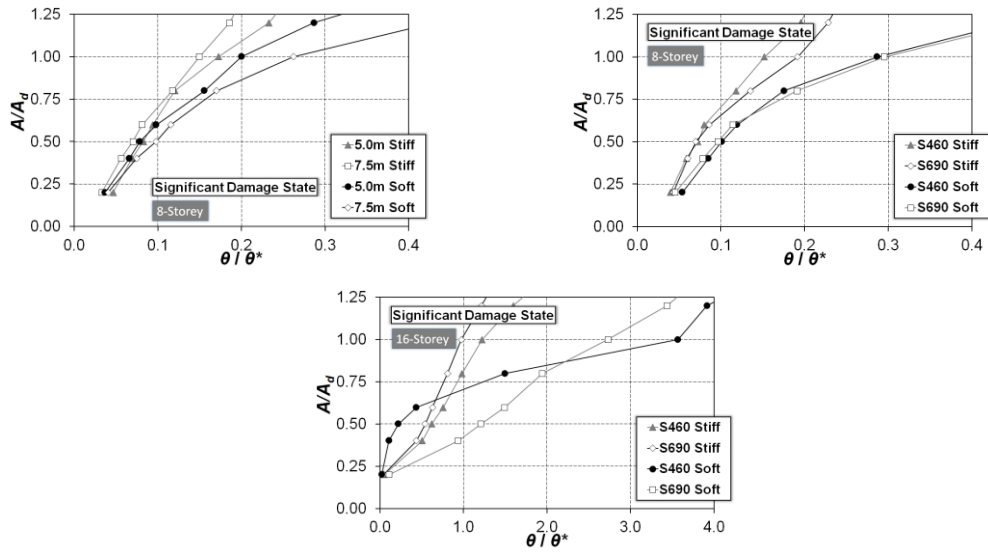 1.25
1.00
0.75
0.50
0.25
0.00
A/A_d
Significant Damage State
8-Storey
5.0m Stiff
7.5m Stiff
5.0m Soft
7.5m Soft
0.0 0.1 0.2 0.3 0.4
θ / θ*
1.25
1.00
0.75
0.50
0.25
0.00
A/A_d
Significant Damage State
8-Storey
S460 Stiff
S690 Stiff
S460 Soft
S690 Soft
0.0 0.1 0.2 0.3 0.4
θ / θ*
1.25
1.00
0.75
0.50
0.25
0.00
A/A_d
Significant Damage State
16-Storey
S460 Stiff
S690 Stiff
S460 Soft
S690 Soft
0.0 1.0 2.0 3.0 4.0
θ / θ*